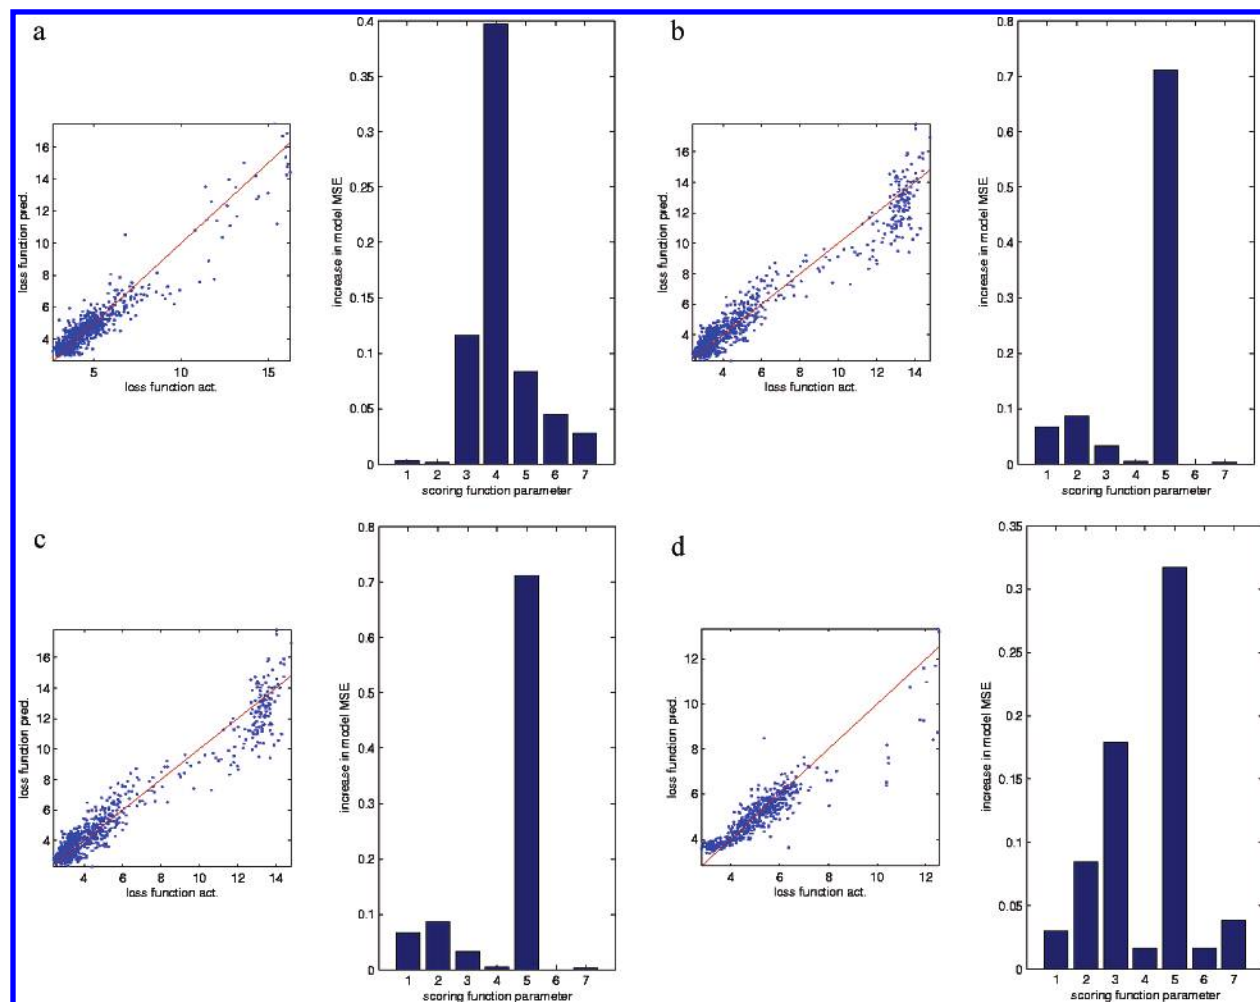 a
loss function pred.
16
14
12
10
8
6
4
5 10 15
loss function act.
increase in model MSE
0.4
0.35
0.3
0.25
0.2
0.15
0.1
0.05
0
1 2 3 4 5 6 7
scoring function parameter
b
loss function pred.
16
14
12
10
8
6
4
4 6 8 10 12 14
loss function act.
increase in model MSE
0.8
0.7
0.6
0.5
0.4
0.3
0.2
0.1
0
1 2 3 4 5 6 7
scoring function parameter
c
loss function pred.
16
14
12
10
8
6
4
4 6 8 10 12 14
loss function act.
increase in model MSE
0.8
0.7
0.6
0.5
0.4
0.3
0.2
0.1
0
1 2 3 4 5 6 7
scoring function parameter
d
loss function pred.
12
10
8
6
4
4 6 8 10 12
loss function act.
increase in model MSE
0.35
0.3
0.25
0.2
0.15
0.1
0.05
0
1 2 3 4 5 6 7
scoring function parameter